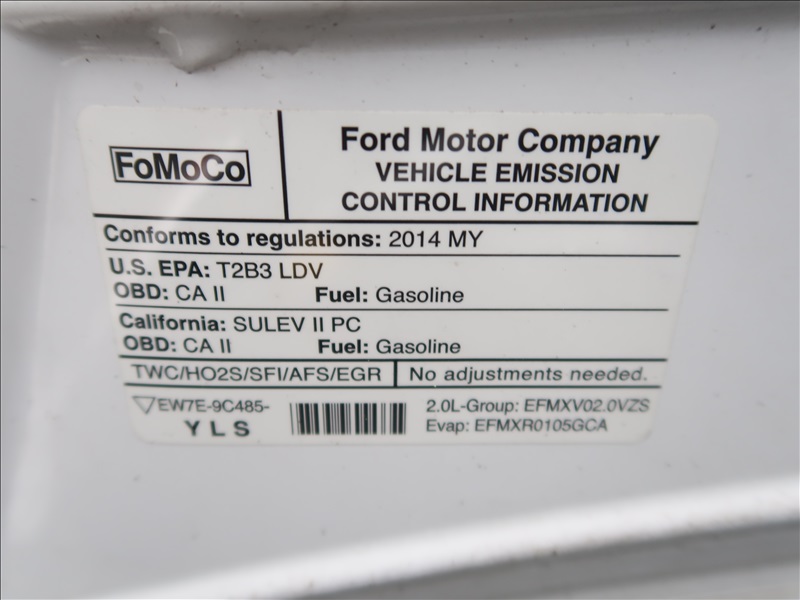 FoMoCo
Ford Motor Company
VEHICLE EMISSION
CONTROL INFORMATION
Conforms to regulations: 2014 MY
U.S. EPA: T2B3 LDV
OBD: CA II Fuel: Gasoline
California: SULEV II PC
OBD: CA II Fuel: Gasoline
TWC/HO2S/SFI/AFS/EGR No adjustments needed.
EW7E-9C485- 2.0L-Group: EFMXV02.0VZS
YLS Evap: EFMXR0105GCA